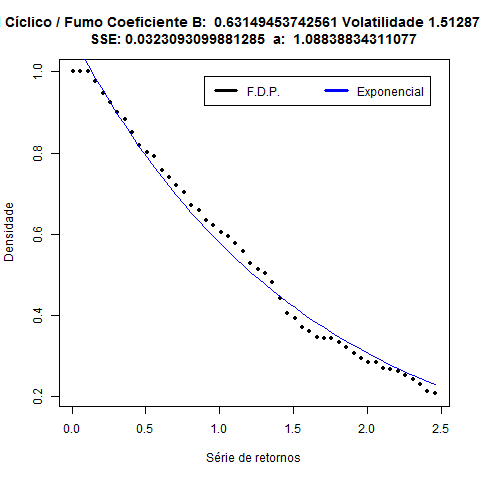 Cíclico / Fumo Coeficiente B: 0.63149453742561 Volatilidade 1.51287
SSE: 0.0323093099881285 a: 1.08838834311077
F.D.P. Exponencial
1.0
0.8
0.6
0.4
0.2
Densidade
0.0 0.5 1.0 1.5 2.0 2.5
Série de retornos